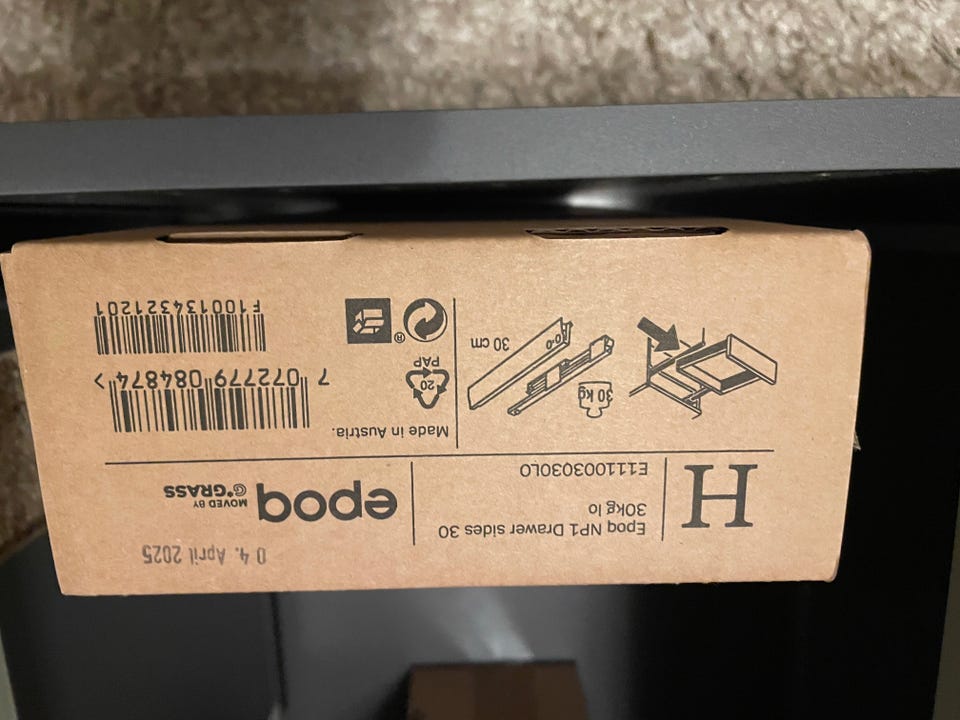 04. April 2025
H
Epoq NP1 Drawer sides 30
30kg lo
E111003030LO
epoq
MOVED BY
GRASS
Made in Austria.
30 kg
30 cm
20
PAP
®
7 072779 084874 >
F100134321201